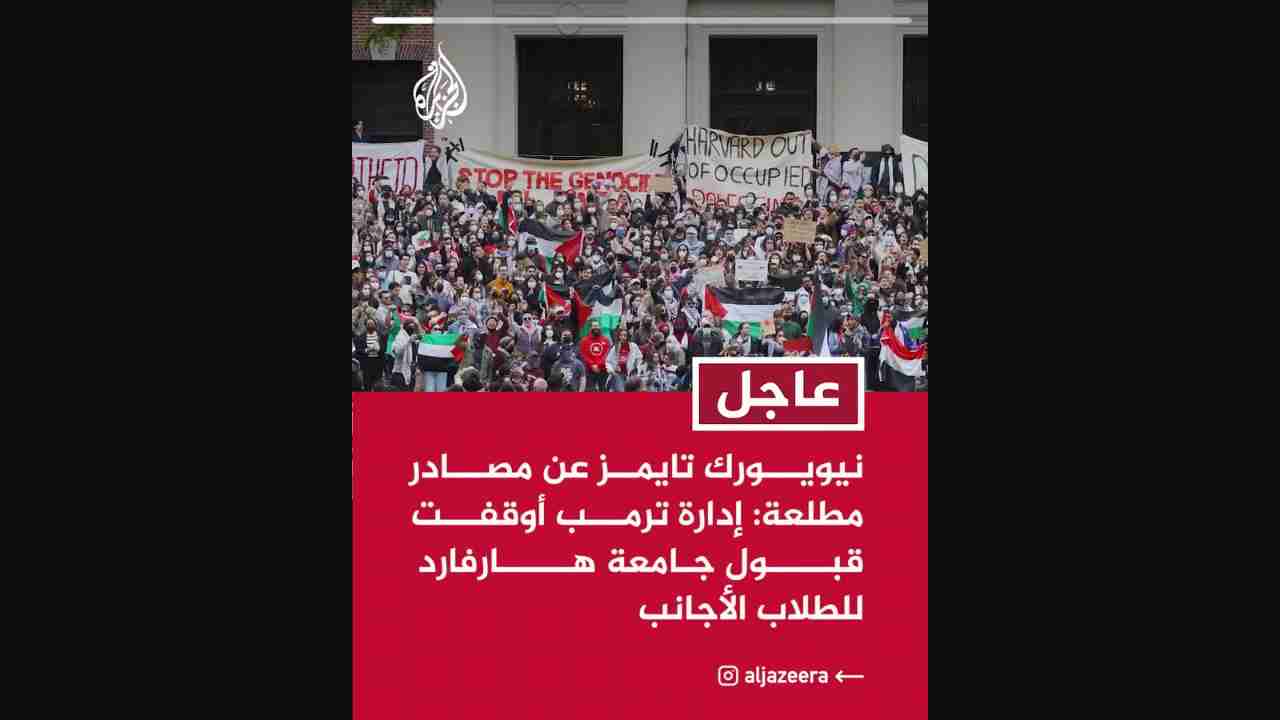 THEID
STOP THE GENOCI
HARVARD OUT
OF OCCUPIED
عاجل
نيويورك تايمز عن مصادر
مطلعة: إدارة ترمب أوقفت
قبول جامعة هارفارد
للطلاب الأجانب
aljazeera